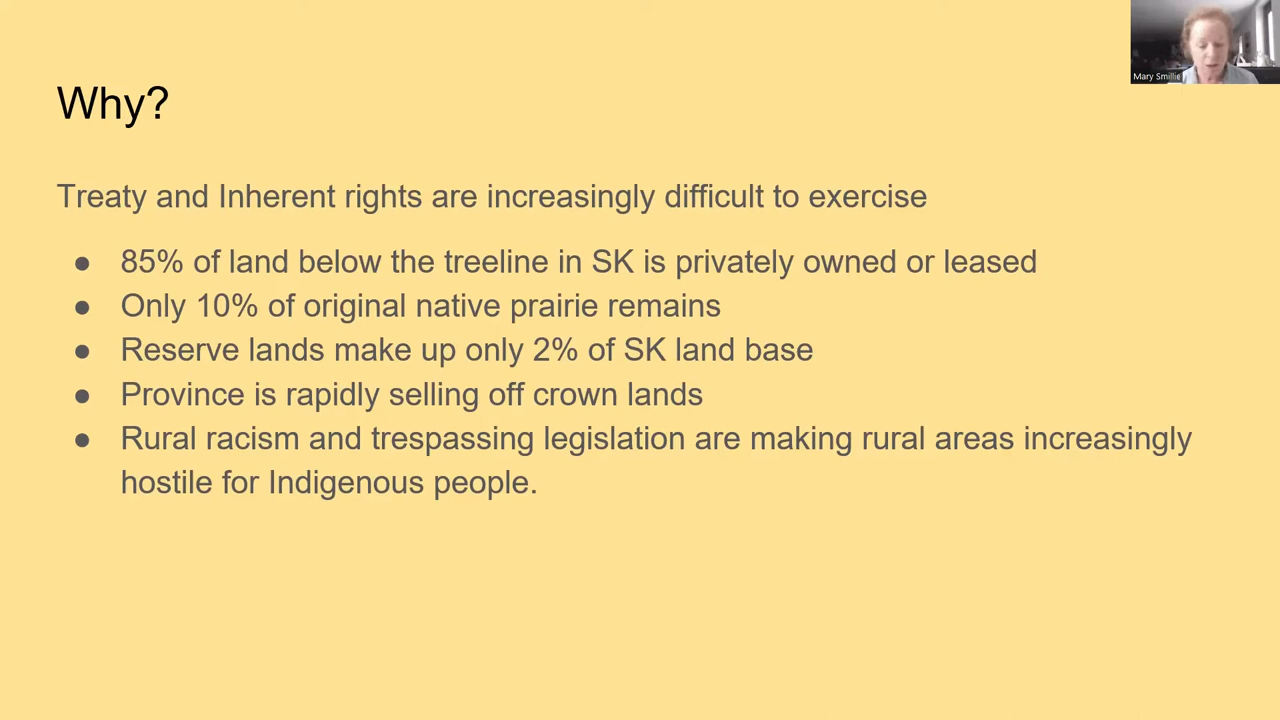 Mary Smillie
Why?
Treaty and Inherent rights are increasingly difficult to exercise
● 85% of land below the treeline in SK is privately owned or leased
● Only 10% of original native prairie remains
● Reserve lands make up only 2% of SK land base
● Province is rapidly selling off crown lands
● Rural racism and trespassing legislation are making rural areas increasingly
hostile for Indigenous people.